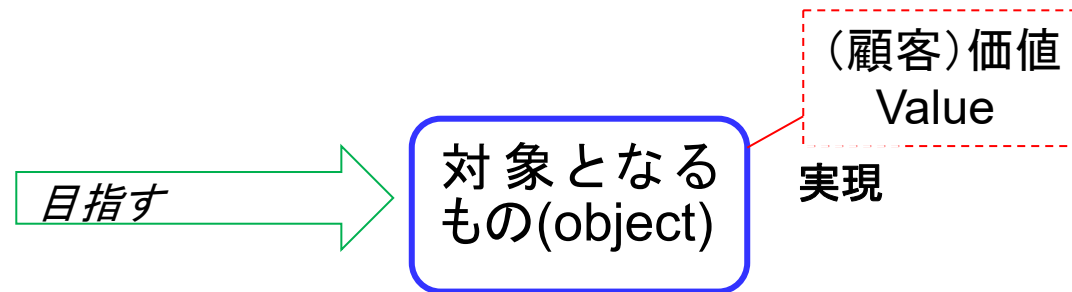 （顧客）価値
Value
目指す
対象となる
もの(object)
実現